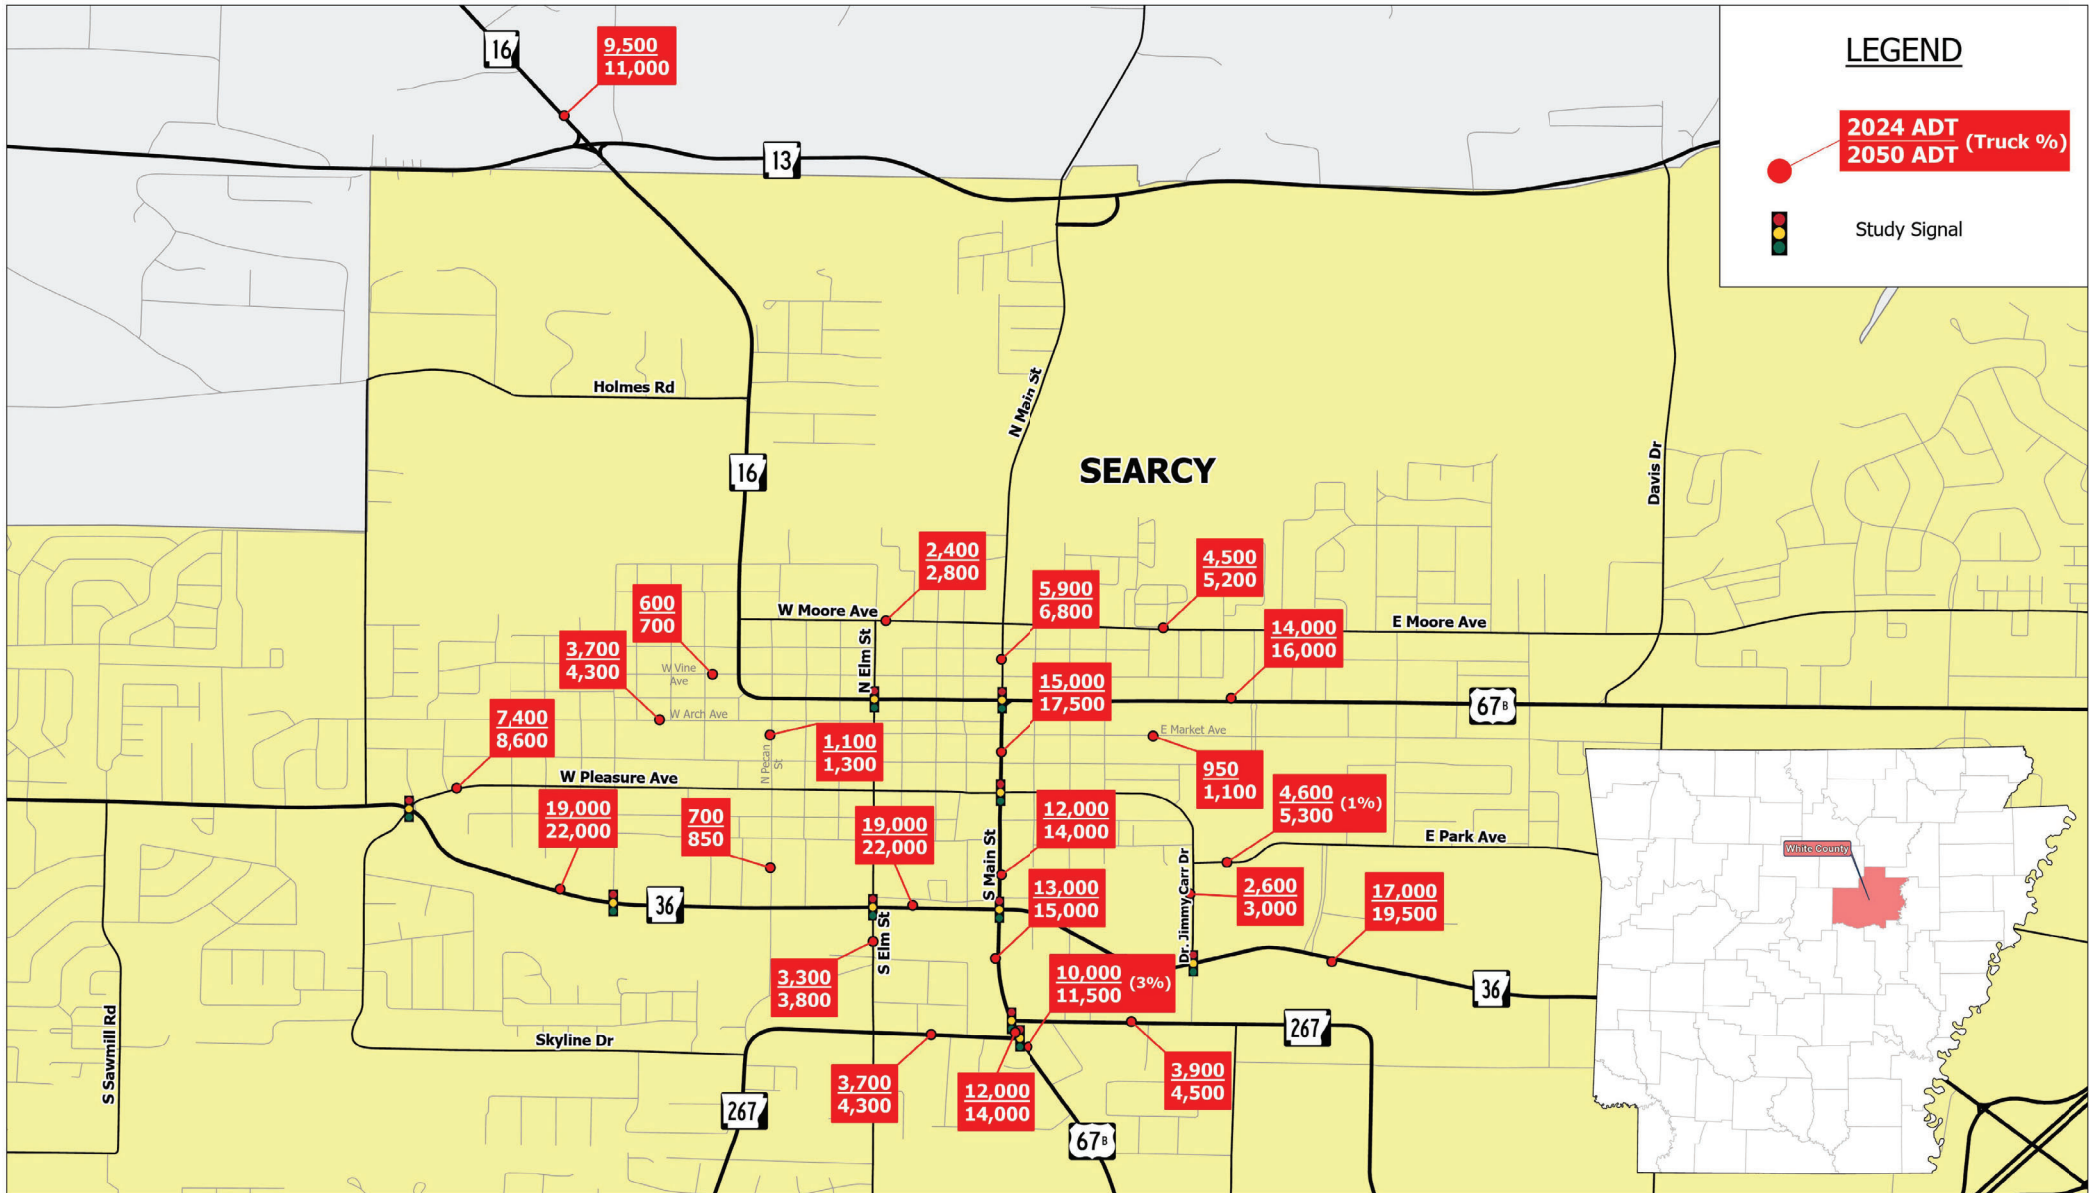 16
9,500
11,000
LEGEND
2024 ADT
2050 ADT
(Truck %)
Study Signal
13
Holmes Rd
N Main St
16
SEARCY
Davis Dr
2,400
2,800
4,500
5,200
5,900
6,800
600
700
W Moore Ave
E Moore Ave
14,000
16,000
3,700
4,300
N Elm St
W Vine
Ave
15,000
17,500
67B
7,400
8,600
W Arch Ave
E Market Ave
1,100
1,300
N Pecan
St
950
1,100
W Pleasure Ave
4,600
5,300
(1%)
19,000
22,000
700
850
19,000
22,000
12,000
14,000
E Park Ave
White County
S Main St
Dr. Jimmy Carr Dr
13,000
15,000
2,600
3,000
17,000
19,500
36
S Elm St
3,300
3,800
10,000
11,500
(3%)
36
267
S Sawmill Rd
Skyline Dr
3,700
4,300
12,000
14,000
3,900
4,500
267
67B